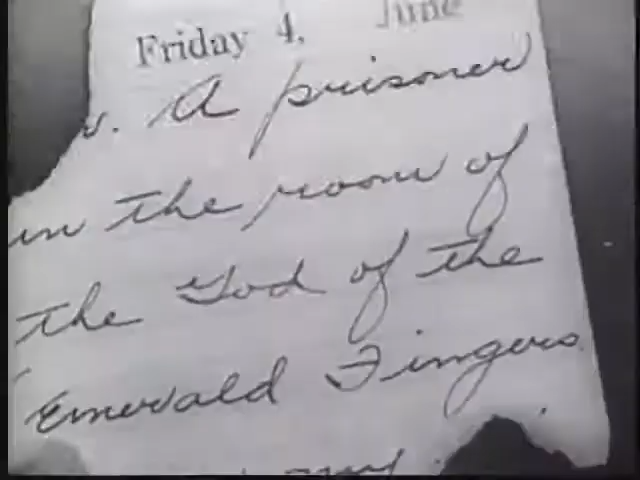 Friday 4, June
. A prisoner
in the room of
the God of the
Emerald Fingers